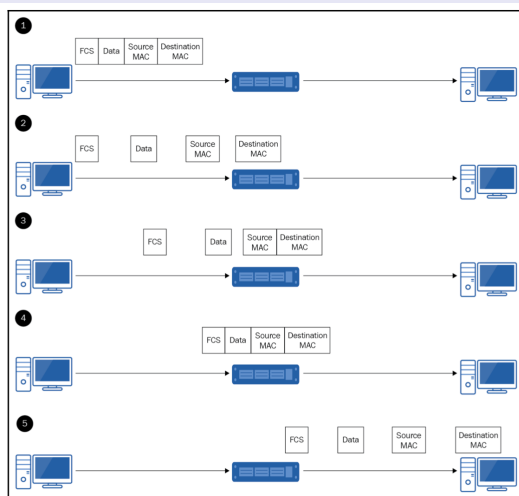 1
FCS Data Source MAC Destination MAC
2
FCS Data Source MAC Destination MAC
3
FCS Data Source MAC Destination MAC
4
FCS Data Source MAC Destination MAC
5
FCS Data Source MAC Destination MAC